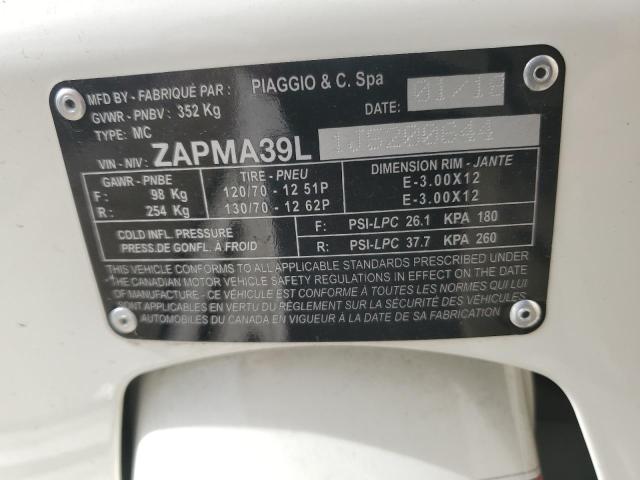 MFD BY - FABRIQUÉ PAR : PIAGGIO & C. Spa
GVWR - PNBV : 352 Kg DATE: 01/18
TYPE: MC
VIN - NIV: ZAPMA39L 1J5200644
GAWR - PNBE TIRE - PNEU DIMENSION RIM - JANTE
F: 98 Kg 120/70 - 12 51P E-3.00X12
R: 254 Kg 130/70 - 12 62P E-3.00X12
COLD INFL. PRESSURE F: PSI-LPC 26.1 KPA 180
PRESS.DE GONFL. À FROID R: PSI-LPC 37.7 KPA 260
THIS VEHICLE CONFORMS TO ALL APPLICABLE STANDARDS PRESCRIBED UNDER
THE CANADIAN MOTOR VEHICLE SAFETY REGULATIONS IN EFFECT ON THE DATE
OF MANUFACTURE - CE VÉHICULE EST CONFORME À TOUTES LES NORMES QUI LUI
SONT APPLICABLES EN VERTU DU RÉGLEMENT SUR LA SÉCURITÉ DES VÉHICULES
AUTOMOBILES DU CANADA EN VIGUEUR À LA DATE DE SA FABRICATION